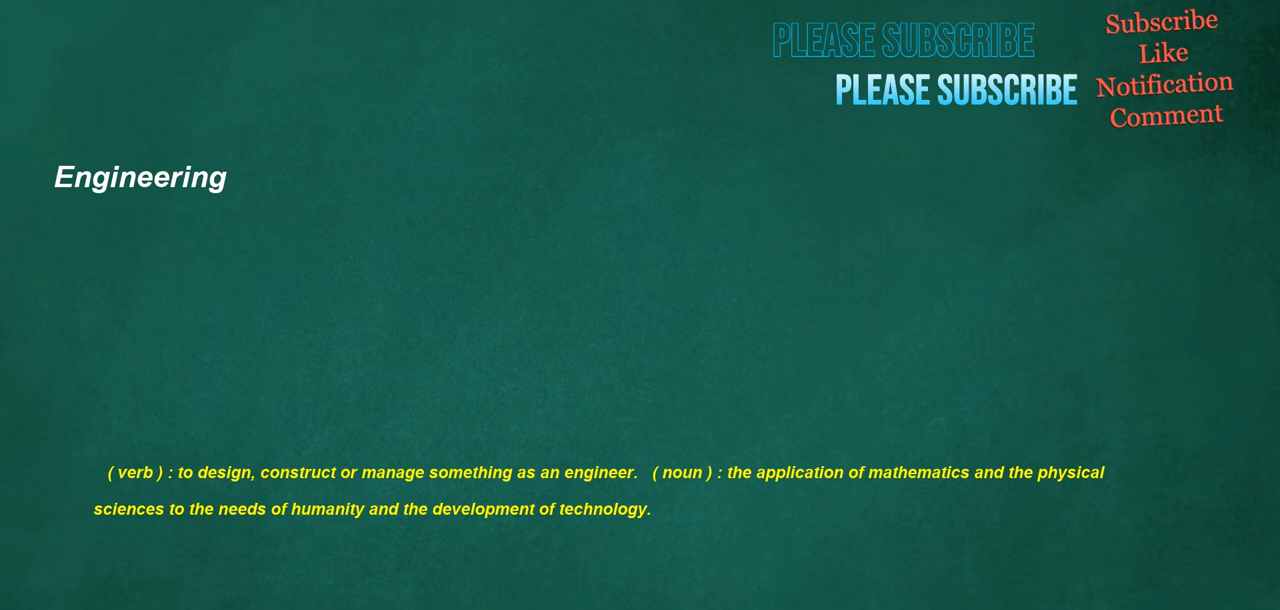 PLEASE SUBSCRIBE
PLEASE SUBSCRIBE
Subscribe
Like
Notification
Comment
Engineering
( verb ) : to design, construct or manage something as an engineer. ( noun ) : the application of mathematics and the physical
sciences to the needs of humanity and the development of technology.